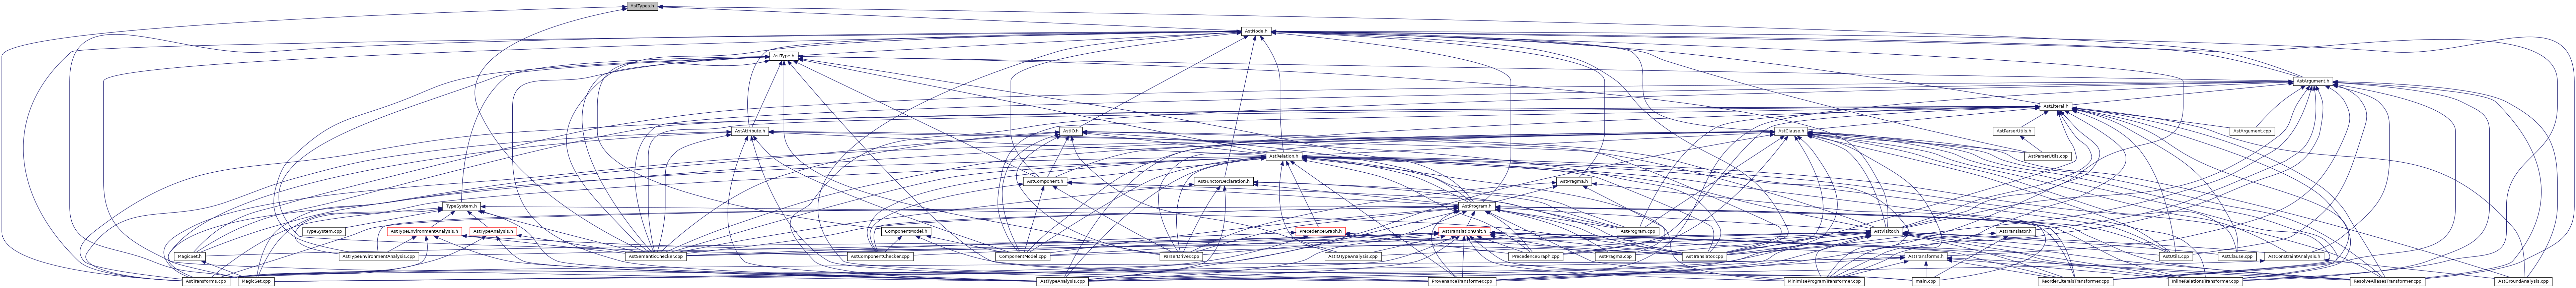 AstTypes.h
AstNode.h
AstType.h
AstArgument.h
AstLiteral.h
AstAttribute.h
AstIO.h
AstClause.h
AstParserUtils.h
AstArgument.cpp
AstRelation.h
AstParserUtils.cpp
AstComponent.h
AstFunctorDeclaration.h
AstPragma.h
TypeSystem.h
AstProgram.h
TypeSystem.cpp
AstTypeEnvironmentAnalysis.h
AstTypeAnalysis.h
ComponentModel.h
PrecedenceGraph.h
AstTranslationUnit.h
AstProgram.cpp
AstVisitor.h
AstTranslator.h
MagicSet.h
AstTypeEnvironmentAnalysis.cpp
AstSemanticChecker.cpp
AstComponentChecker.cpp
ComponentModel.cpp
ParserDriver.cpp
AstIOTypeAnalysis.cpp
PrecedenceGraph.cpp
AstPragma.cpp
AstTranslator.cpp
AstTransforms.h
AstUtils.cpp
AstClause.cpp
AstConstraintAnalysis.h
AstTransforms.cpp
MagicSet.cpp
AstTypeAnalysis.cpp
ProvenanceTransformer.cpp
MinimiseProgramTransformer.cpp
main.cpp
ReorderLiteralsTransformer.cpp
InlineRelationsTransformer.cpp
ResolveAliasesTransformer.cpp
AstGroundAnalysis.cpp